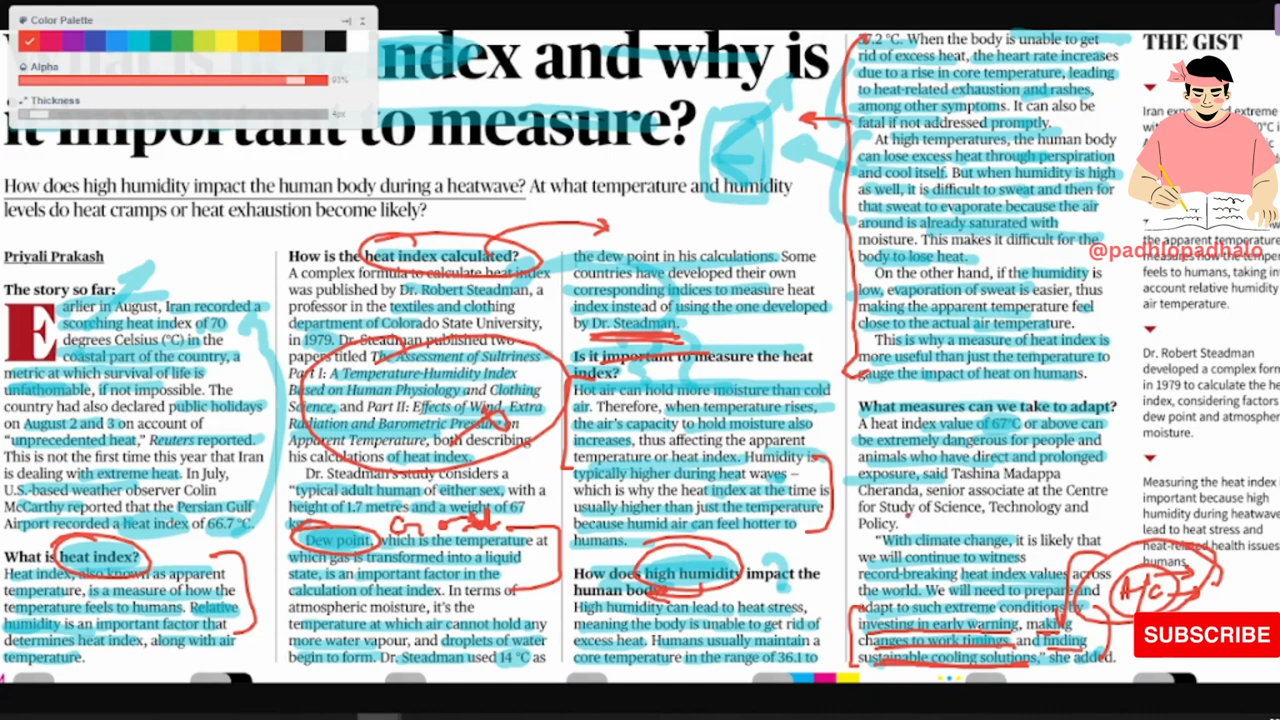 Color Palette
Alpha
93%
Thickness
4px
index and why is
it important to measure?
How does high humidity impact the human body during a heatwave? At what temperature and humidity
levels do heat cramps or heat exhaustion become likely?
Priyali Prakash
The story so far:
Earlier in August, Iran recorded a
scorching heat index of 70
degrees Celsius (°C) in the
coastal part of the country, a
metric at which survival of life is
unfathomable, if not impossible. The
country had also declared public holidays
on August 2 and 3 on account of
“unprecedented heat,” Reuters reported.
This is not the first time this year that Iran
is dealing with extreme heat. In July,
U.S.-based weather observer Colin
McCarthy reported that the Persian Gulf
Airport recorded a heat index of 66.7 °C.
What is heat index?
Heat index, also known as apparent
temperature, is a measure of how the
temperature feels to humans. Relative
humidity is an important factor that
determines heat index, along with air
temperature.
How is the heat index calculated?
A complex formula to calculate heat index
was published by Dr. Robert Steadman, a
professor in the textiles and clothing
department of Colorado State University,
in 1979. Dr. Steadman published two
papers titled The Assessment of Sultriness
Part I: A Temperature-Humidity Index
Based on Human Physiology and Clothing
Science, and Part II: Effects of Wind, Extra
Radiation and Barometric Pressure on
Apparent Temperature, both describing
his calculations of heat index.
Dr. Steadman's study considers a
“typical adult human of either sex, with a
height of 1.7 metres and a weight of 67
Dew point, which is the temperature at
which gas is transformed into a liquid
state, is an important factor in the
calculation of heat index. In terms of
atmospheric moisture, it's the
temperature at which air cannot hold any
more water vapour, and droplets of water
begin to form. Dr. Steadman used 14 °C as
the dew point in his calculations. Some
countries have developed their own
corresponding indices to measure heat
index instead of using the one developed
by Dr. Steadman.
Is it important to measure the heat
index?
Hot air can hold more moisture than cold
air. Therefore, when temperature rises,
the air's capacity to hold moisture also
increases, thus affecting the apparent
temperature or heat index. Humidity is
typically higher during heat waves –
which is why the heat index at the time is
usually higher than just the temperature
because humid air can feel hotter to
humans.
How does high humidity impact the
human body?
High humidity can lead to heat stress,
meaning the body is unable to get rid of
excess heat. Humans usually maintain a
core temperature in the range of 36.1 to
37.2 °C. When the body is unable to get
rid of excess heat, the heart rate increases
due to a rise in core temperature, leading
to heat-related exhaustion and rashes,
among other symptoms. It can also be
fatal if not addressed promptly.
At high temperatures, the human body
can lose excess heat through perspiration
and cool itself. But when humidity is high
as well, it is difficult to sweat and then for
that sweat to evaporate because the air
around is already saturated with
moisture. This makes it difficult for the
body to lose heat.
On the other hand, if the humidity is
low, evaporation of sweat is easier, thus
making the apparent temperature feel
close to the actual air temperature.
This is why a measure of heat index is
more useful than just the temperature to
gauge the impact of heat on humans.
What measures can we take to adapt?
A heat index value of 67°C or above can
be extremely dangerous for people and
animals who have direct and prolonged
exposure, said Tashina Madappa
Cheranda, senior associate at the Centre
for Study of Science, Technology and
Policy.
“With climate change, it is likely that
we will continue to witness
record-breaking heat index values across
the world. We will need to prepare and
adapt to such extreme conditions by
investing in early warning, making
changes to work timings, and finding
sustainable cooling solutions,” she added.
A/C
THE GIST
Iran extreme
@padhlopadhalo
the apparent temperature
feels to humans, taking in
account relative humidity
air temperature.
Dr. Robert Steadman
developed a complex form
in 1979 to calculate the he
index, considering factors
dew point and atmospher
moisture.
Measuring the heat index i
important because high
humidity during heatwave
lead to heat stress and
heat-related health issues
humans.
SUBSCRIBE